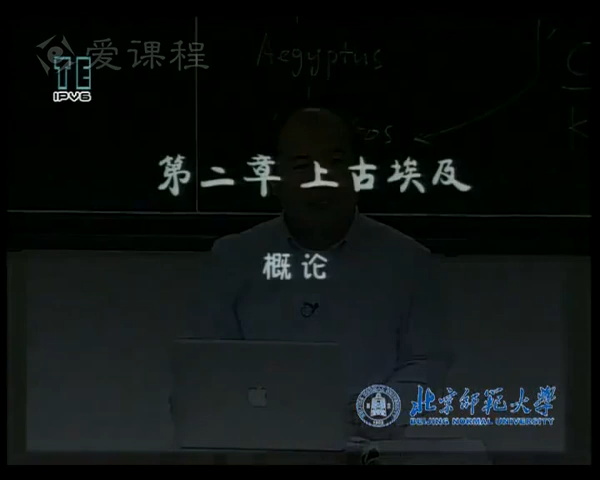 爱课程
TE
IPV6
Aegyptus
第二章 上古埃及
概论
北京师范大学
BEIJING NORMAL UNIVERSITY